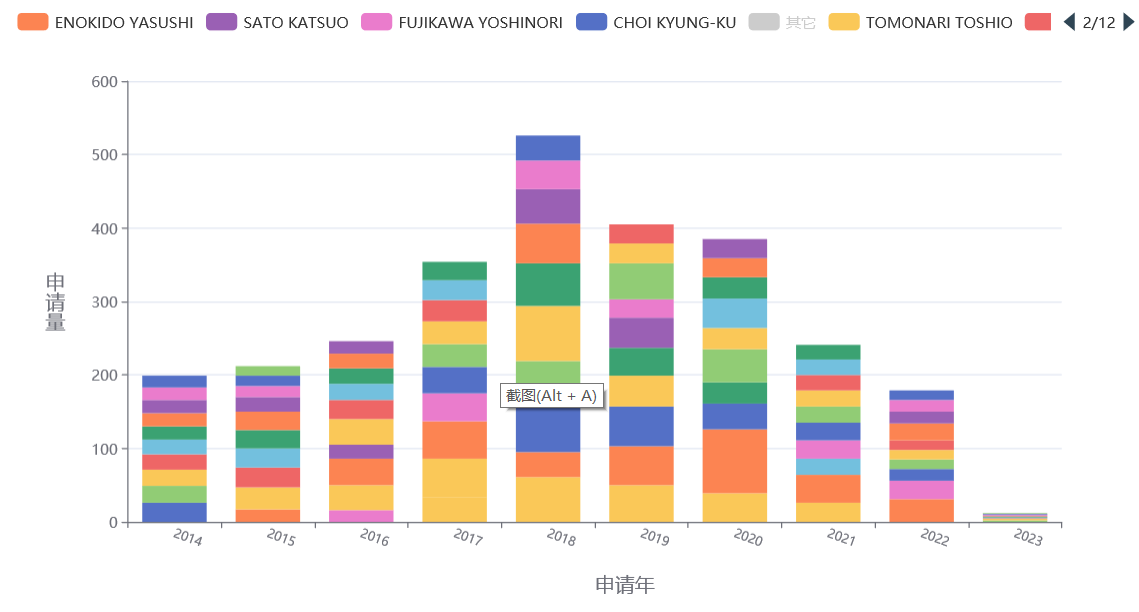 ENOKIDO YASUSHI SATO KATSUO FUJIKAWA YOSHINORI CHOI KYUNG-KU 其它 TOMONARI TOSHIO 2/12
600
500
400
300
200
100
0
申请量
截图(Alt + A)
2014 2015 2016 2017 2018 2019 2020 2021 2022 2023
申请年